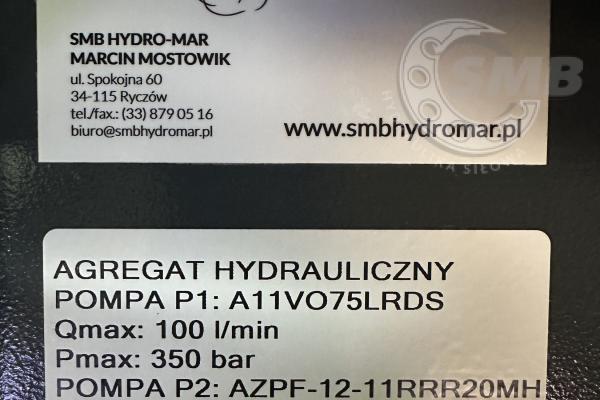 SMB HYDRO-MAR
MARCIN MOSTOWIK
ul. Spokojna 60
34-115 Ryczów
tel./fax.: (33) 879 05 16
biuro@smbhydromar.pl
www.smbhydromar.pl
SMB
AGREGAT HYDRAULICZNY
POMPA P1: A11VO75LRDS
Qmax: 100 l/min
Pmax: 350 bar
POMPA P2: AZPF-12-11RRR20MH